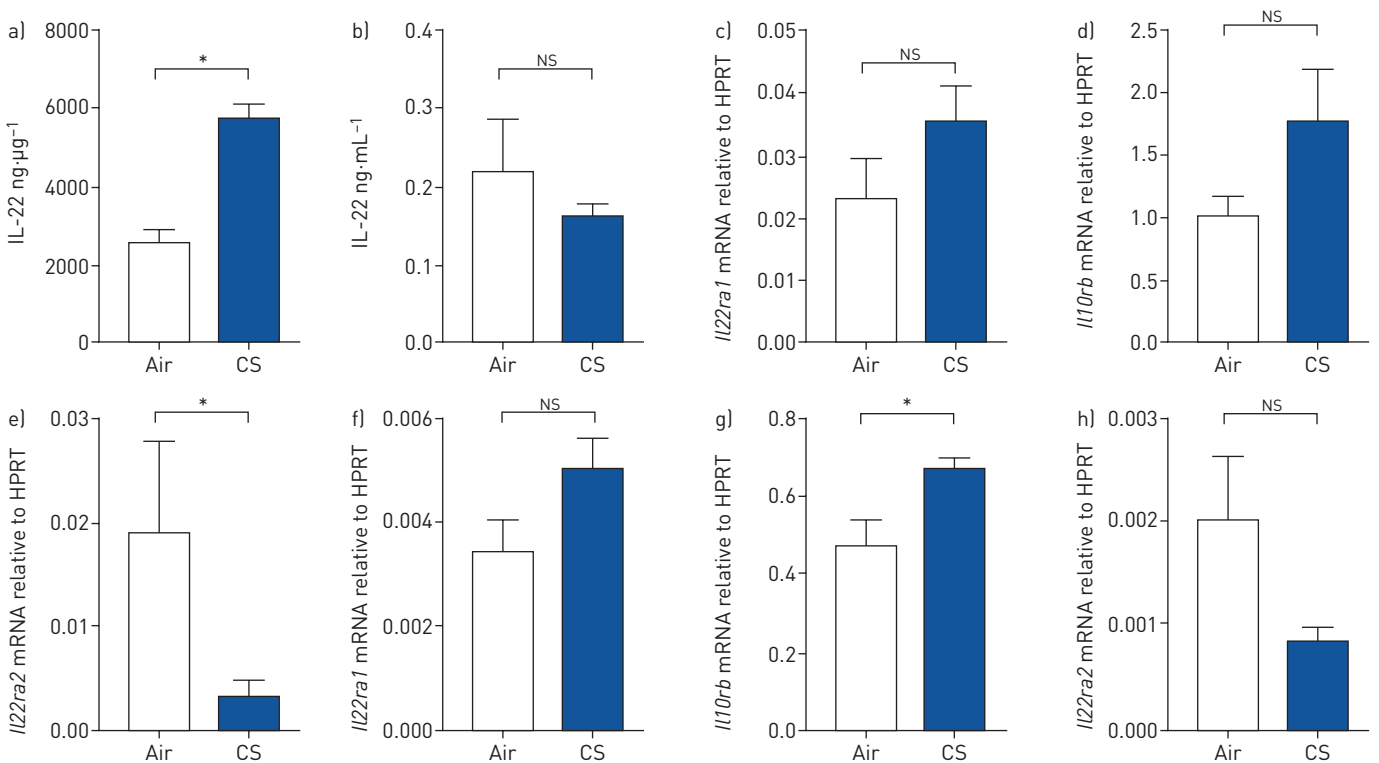 a)
IL-22 ng·µg⁻¹
8000
6000
4000
2000
0
*
Air CS
b)
IL-22 ng·mL⁻¹
0.4
0.3
0.2
0.1
0.0
NS
Air CS
c)
Il22ra1 mRNA relative to HPRT
0.05
0.04
0.03
0.02
0.01
0.00
NS
Air CS
d)
Il10rb mRNA relative to HPRT
2.5
2.0
1.5
1.0
0.5
0.0
NS
Air CS
e)
Il22ra2 mRNA relative to HPRT
0.03
0.02
0.01
0.00
*
Air CS
f)
Il22ra1 mRNA relative to HPRT
0.006
0.004
0.002
0.000
NS
Air CS
g)
Il10rb mRNA relative to HPRT
0.8
0.6
0.4
0.2
0.0
*
Air CS
h)
Il22ra2 mRNA relative to HPRT
0.003
0.002
0.001
0.000
NS
Air CS